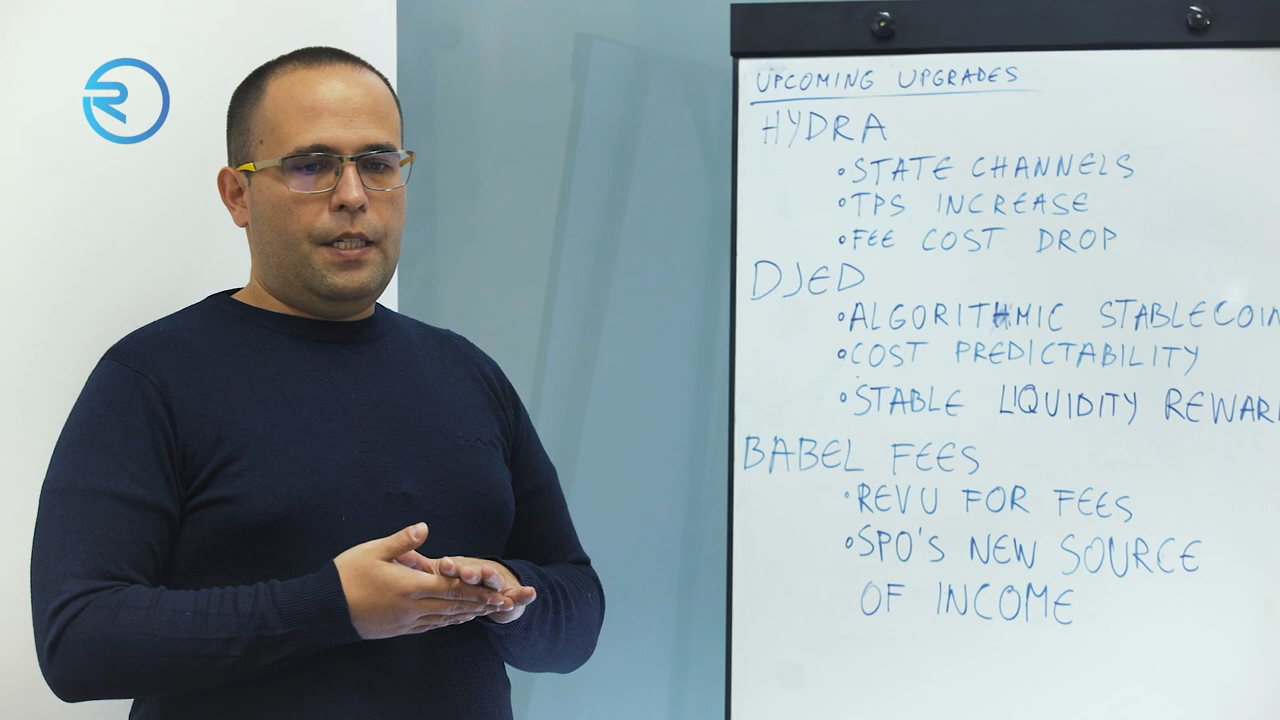 R
UPCOMING UPGRADES
HYDRA
•STATE CHANNELS
•TPS INCREASE
•FEE COST DROP
DJED
•ALGORITHMIC STABLECOIN
•COST PREDICTABILITY
•STABLE LIQUIDITY REWAR
BABEL FEES
•REVU FOR FEES
•SPO'S NEW SOURCE
OF INCOME